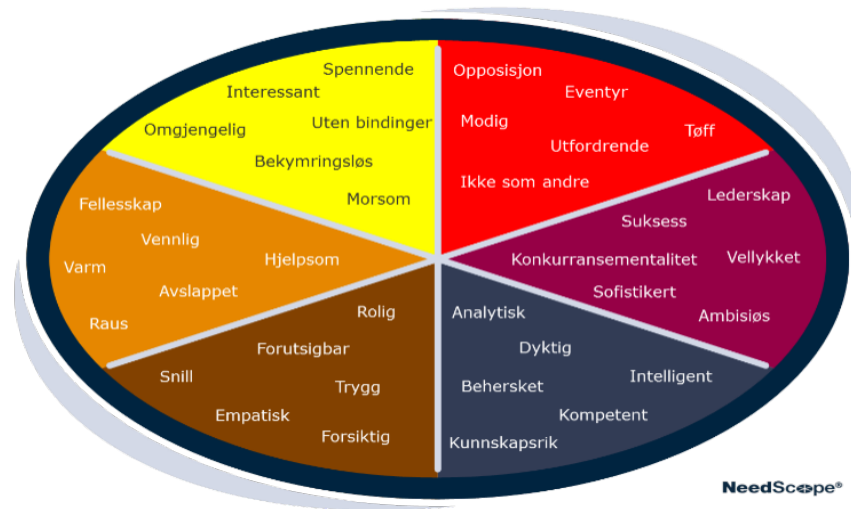 Spennende
Interessant
Omgjengelig
Uten bindinger
Bekymringsløs
Morsom
Opposisjon
Eventyr
Modig
Tøff
Utfordrende
Ikke som andre
Fellesskap
Vennlig
Varm
Hjelpsom
Avslappet
Raus
Lederskap
Suksess
Konkurransementalitet
Vellykket
Sofistikert
Ambisiøs
Rolig
Forutsigbar
Snill
Trygg
Empatisk
Forsiktig
Analytisk
Dyktig
Intelligent
Behersket
Kompetent
Kunnskapsrik
NeedScope®